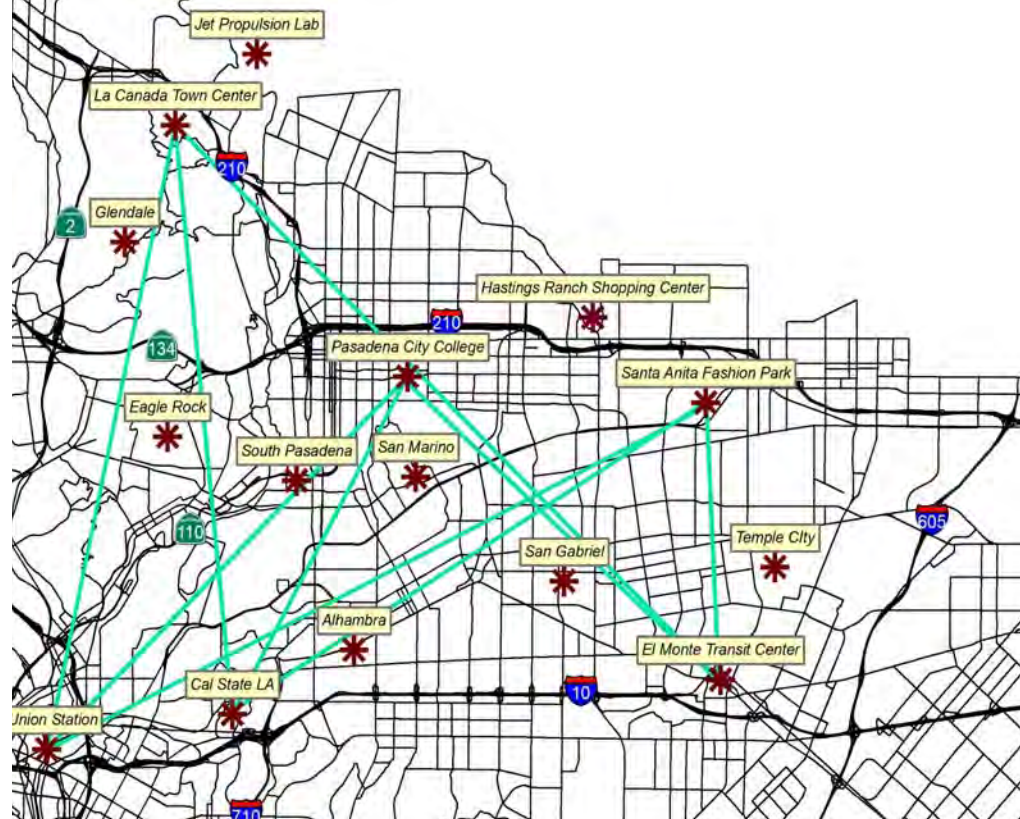 Jet Propulsion Lab
La Canada Town Center
210
Glendale
2
Hastings Ranch Shopping Center
210
134
Pasadena City College
Santa Anita Fashion Park
Eagle Rock
South Pasadena
San Marino
110
605
San Gabriel
Temple CIty
Alhambra
El Monte Transit Center
Cal State LA
10
Union Station
710